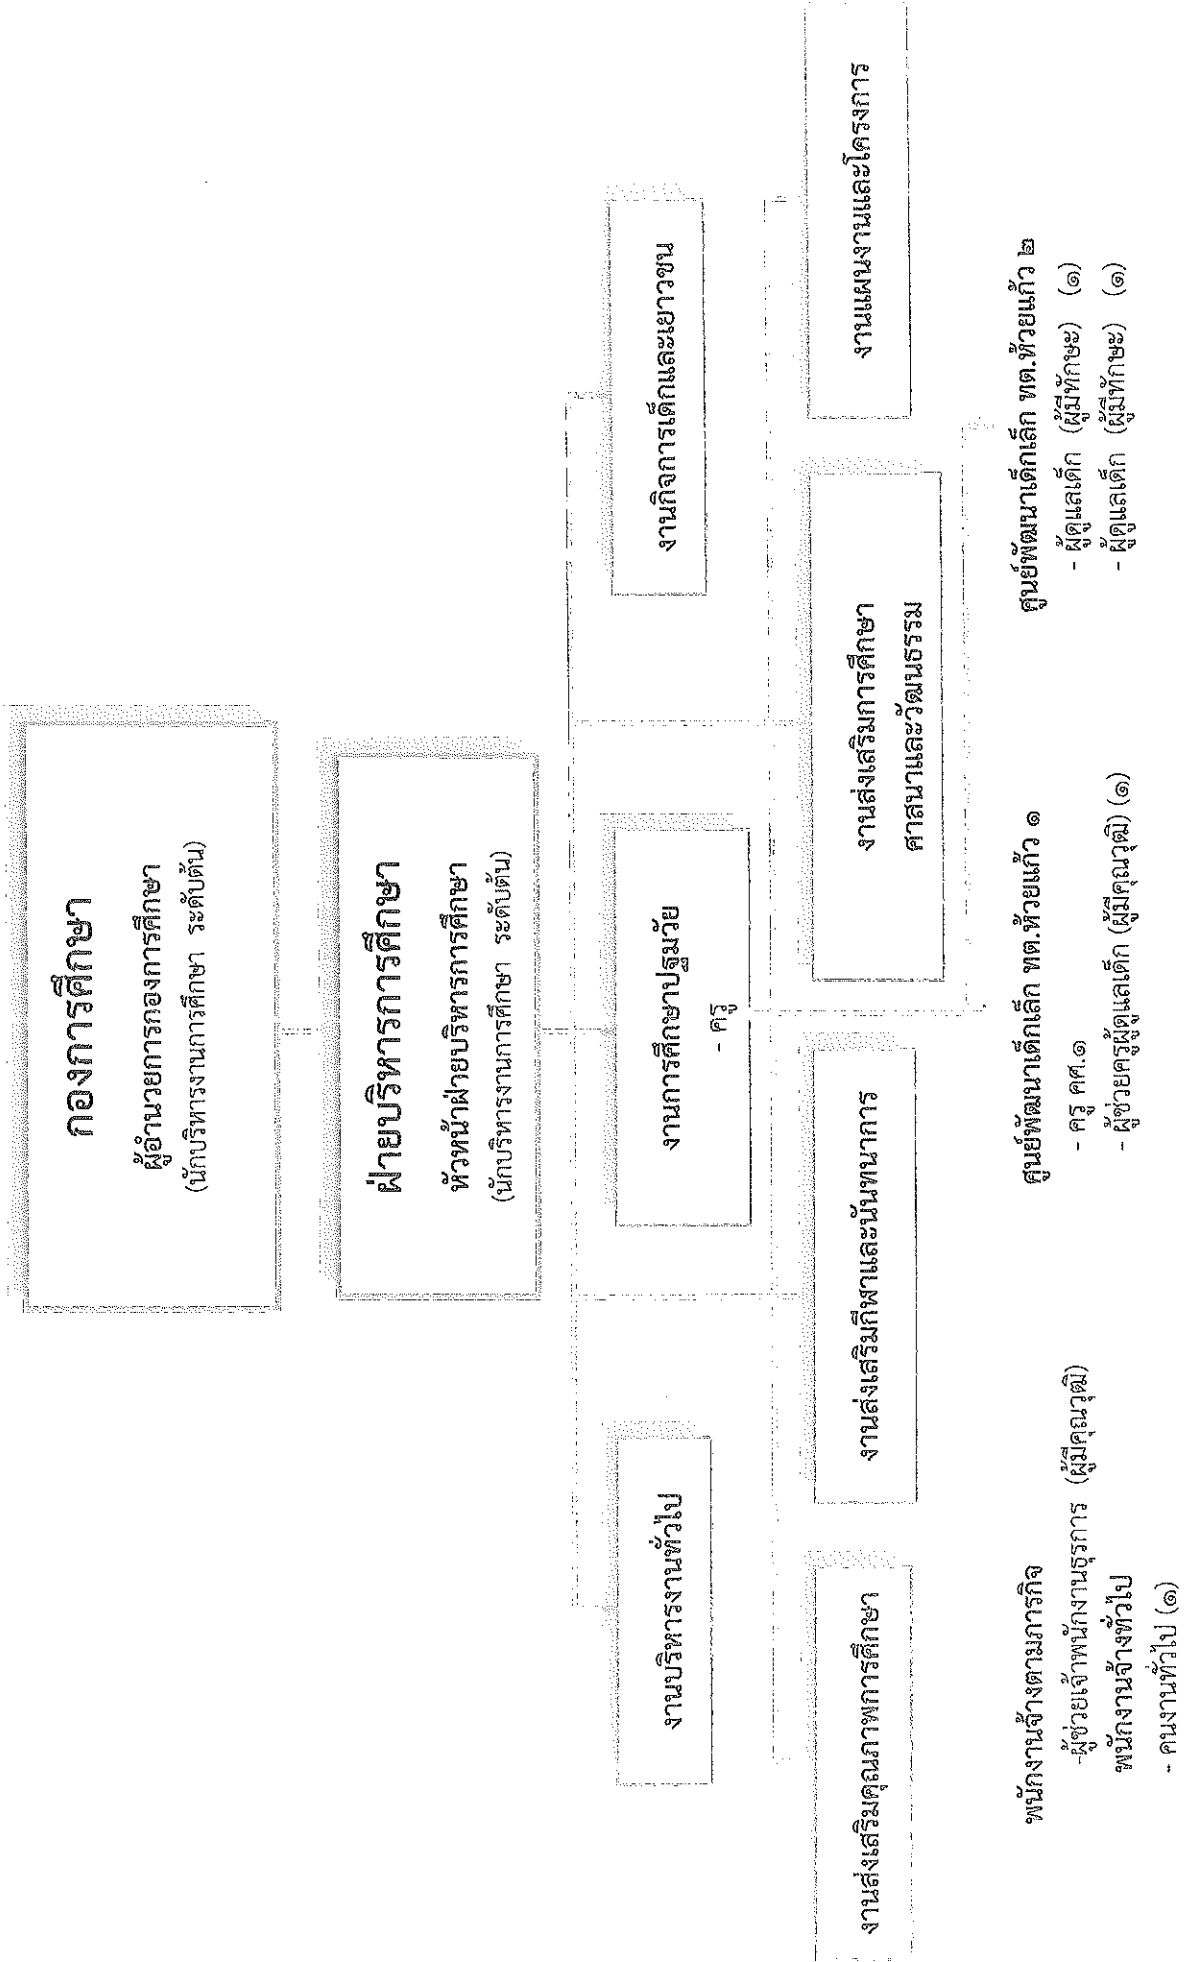 กองการศึกษา
ผู้อำนวยการกองการศึกษา
(นักบริหารงานการศึกษา ระดับต้น)
ฝ่ายบริหารการศึกษา
หัวหน้าฝ่ายบริหารการศึกษา
(นักบริหารงานการศึกษา ระดับต้น)
งานบริหารงานทั่วไป
งานการศึกษาปฐมวัย
- ครู
งานกิจการเด็กและเยาวชน
งานส่งเสริมคุณภาพการศึกษา
งานส่งเสริมกีฬาและนันทนาการ
งานส่งเสริมการศึกษา
ศาสนาและวัฒนธรรม
งานแผนงานและโครงการ
พนักงานจ้างตามภารกิจ
-ผู้ช่วยเจ้าพนักงานธุรการ (ผู้มีคุณวุฒิ)
พนักงานจ้างทั่วไป
- คนงานทั่วไป (๑)
ศูนย์พัฒนาเด็กเล็ก ทต.ห้วยแก้ว ๑
- ครู คศ.๑
- ผู้ช่วยครูผู้ดูแลเด็ก (ผู้มีคุณวุฒิ) (๑)
ศูนย์พัฒนาเด็กเล็ก ทต.ห้วยแก้ว ๒
- ผู้ดูแลเด็ก (ผู้มีทักษะ) (๑)
- ผู้ดูแลเด็ก (ผู้มีทักษะ) (๑)